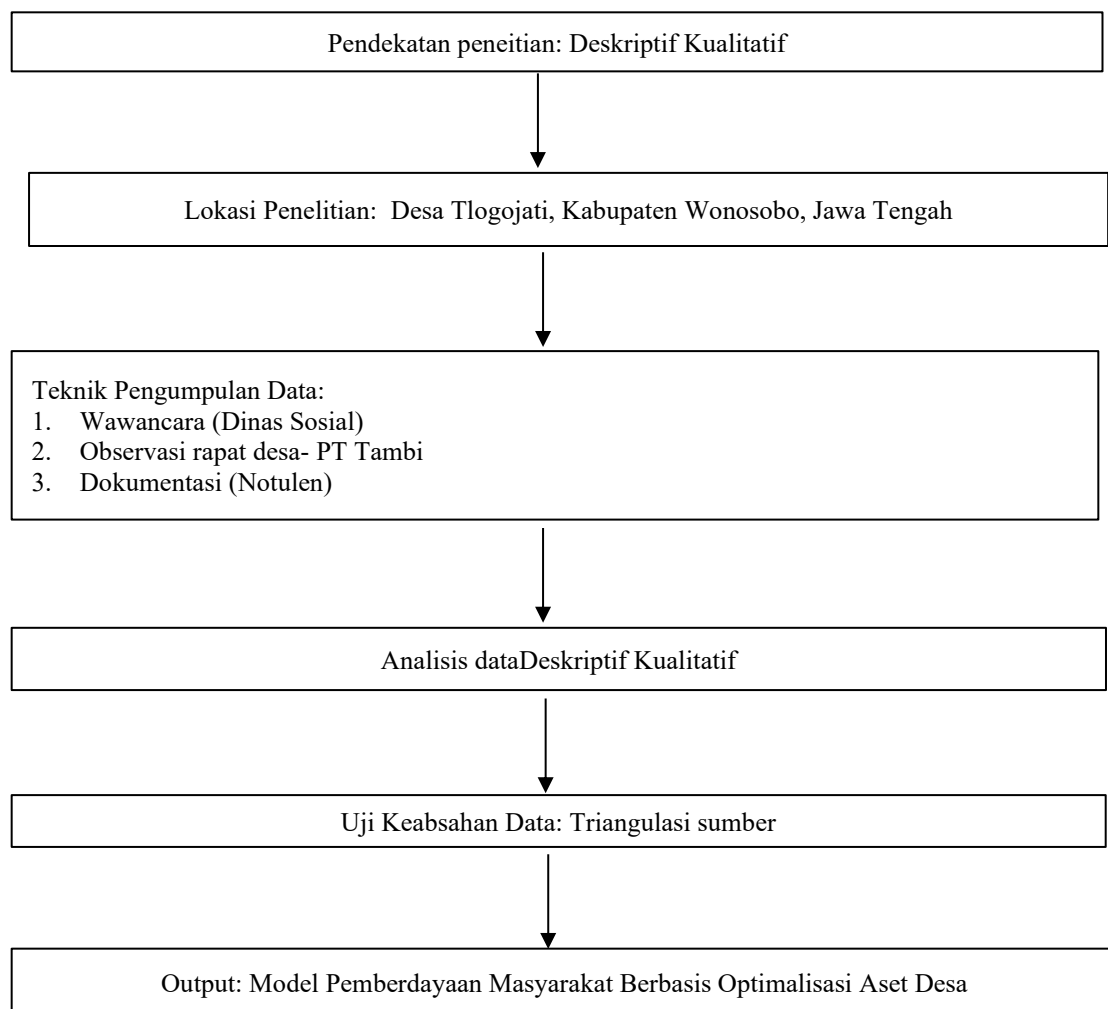 Pendekatan peneitian: Deskriptif Kualitatif
Lokasi Penelitian: Desa Tlogojati, Kabupaten Wonosobo, Jawa Tengah
Teknik Pengumpulan Data:
1. Wawancara (Dinas Sosial)
2. Observasi rapat desa- PT Tambi
3. Dokumentasi (Notulen)
Analisis dataDeskriptif Kualitatif
Uji Keabsahan Data: Triangulasi sumber
Output: Model Pemberdayaan Masyarakat Berbasis Optimalisasi Aset Desa